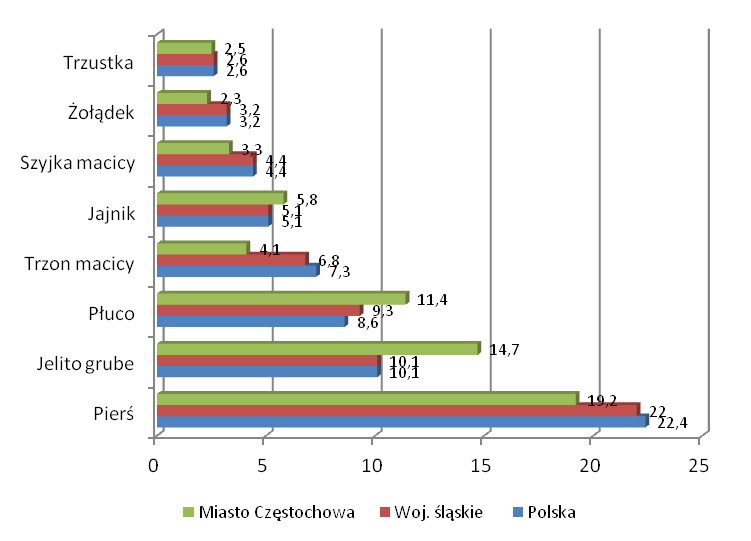 Trzustka
2,5
2,6
2,6
Żołądek
2,3
3,2
3,2
Szyjka macicy
3,3
4,4
4,4
Jajnik
5,8
5,1
5,1
Trzon macicy
4,1
6,8
7,3
Płuco
11,4
9,3
8,6
Jelito grube
14,7
10,1
10,1
Pierś
19,2
22
22,4
0 5 10 15 20 25
Miasto Częstochowa Woj. śląskie Polska